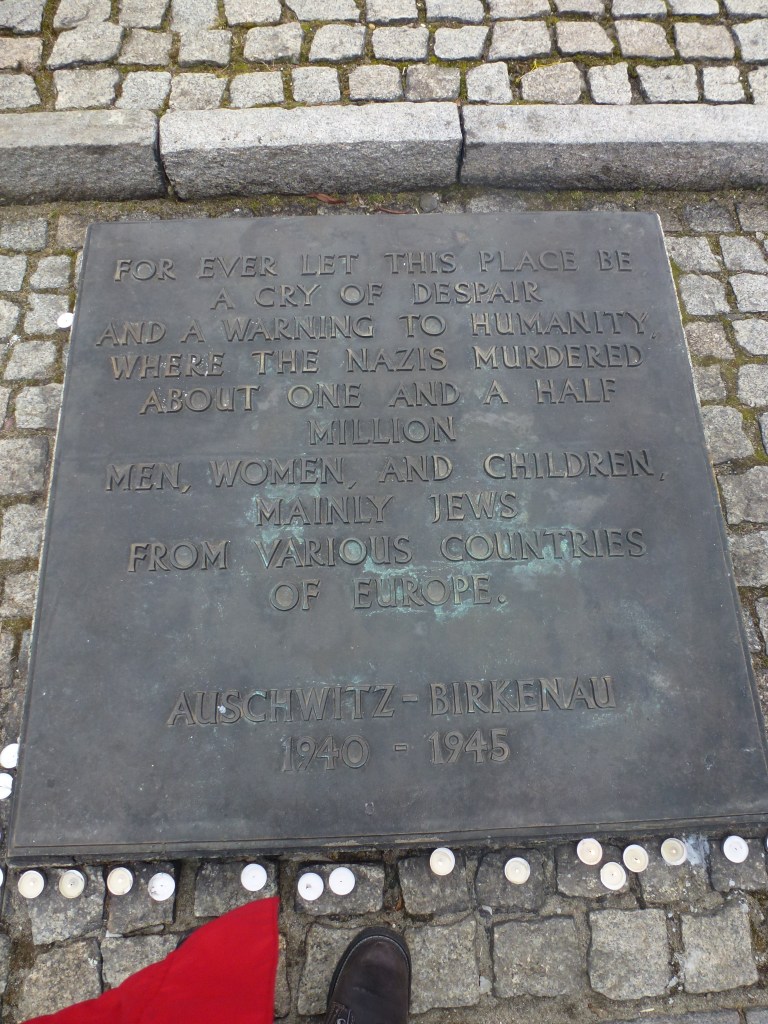 FOR EVER LET THIS PLACE BE
A CRY OF DESPAIR
AND A WARNING TO HUMANITY,
WHERE THE NAZIS MURDERED
ABOUT ONE AND A HALF
MILLION
MEN, WOMEN, AND CHILDREN,
MAINLY JEWS
FROM VARIOUS COUNTRIES
OF EUROPE.
AUSCHWITZ - BIRKENAU
1940 - 1945